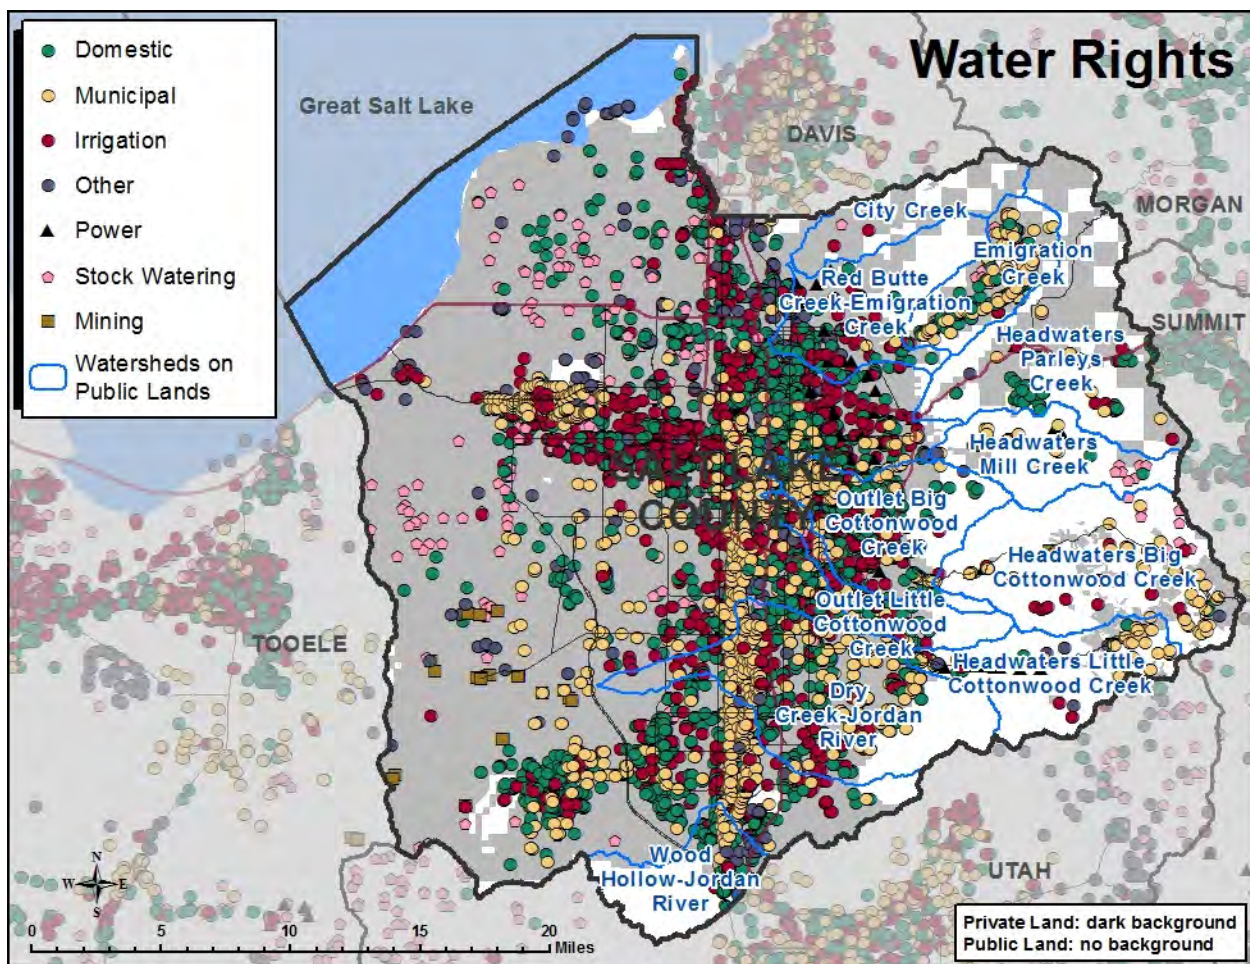 Water Rights
Domestic
Municipal
Irrigation
Other
Power
Stock Watering
Mining
Watersheds on
Public Lands
Great Salt Lake
DAVIS
MORGAN
SUMMIT
City Creek
Emigration
Creek
Red Butte
Creek-Emigration
Creek
Headwaters
Parleys
Creek
Headwaters
Mill Creek
SALT LAKE
COUNTY
Outlet Big
Cottonwood
Creek
Headwaters Big
Cottonwood Creek
Outlet Little
Cottonwood
Creek
Headwaters Little
Cottonwood Creek
TOOELE
Dry
Creek-Jordan
River
Wood
Hollow-Jordan
River
UTAH
N
W E
S
0 5 10 15 20
Miles
Private Land: dark background
Public Land: no background